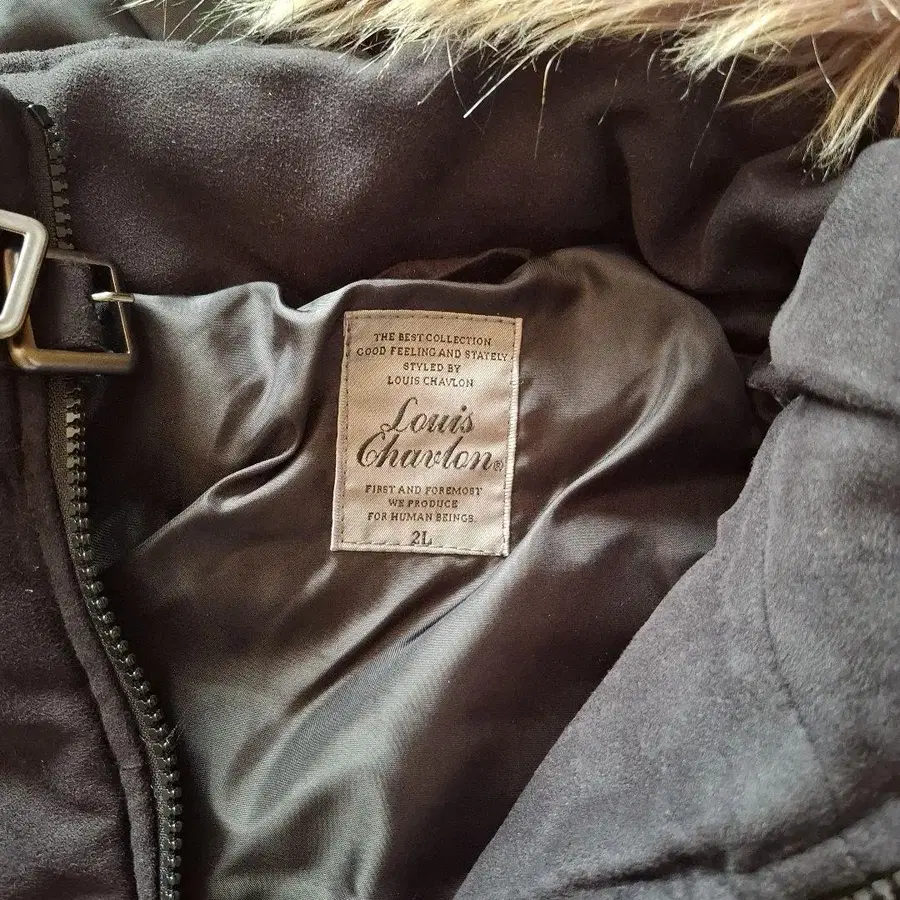 THE BEST COLLECTION
GOOD FEELING AND STATELY
STYLED BY
LOUIS CHAVLON
Louis
Chavlon®
FIRST AND FOREMOST
WE PRODUCE
FOR HUMAN BEINGS.
2L